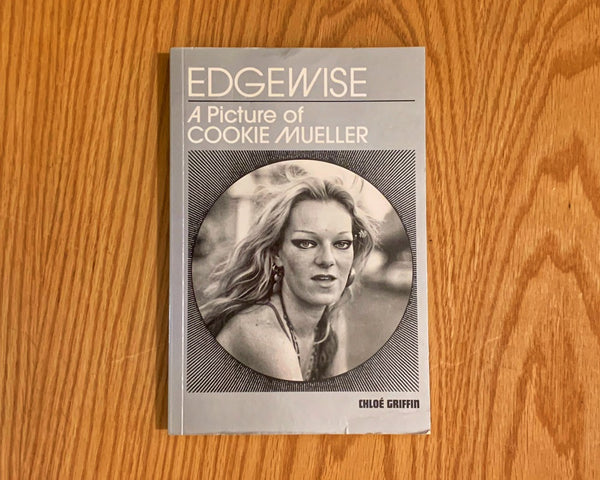 EDGEWISE
A Picture of
COOKIE MUELLER
CHLOÉ GRIFFIN